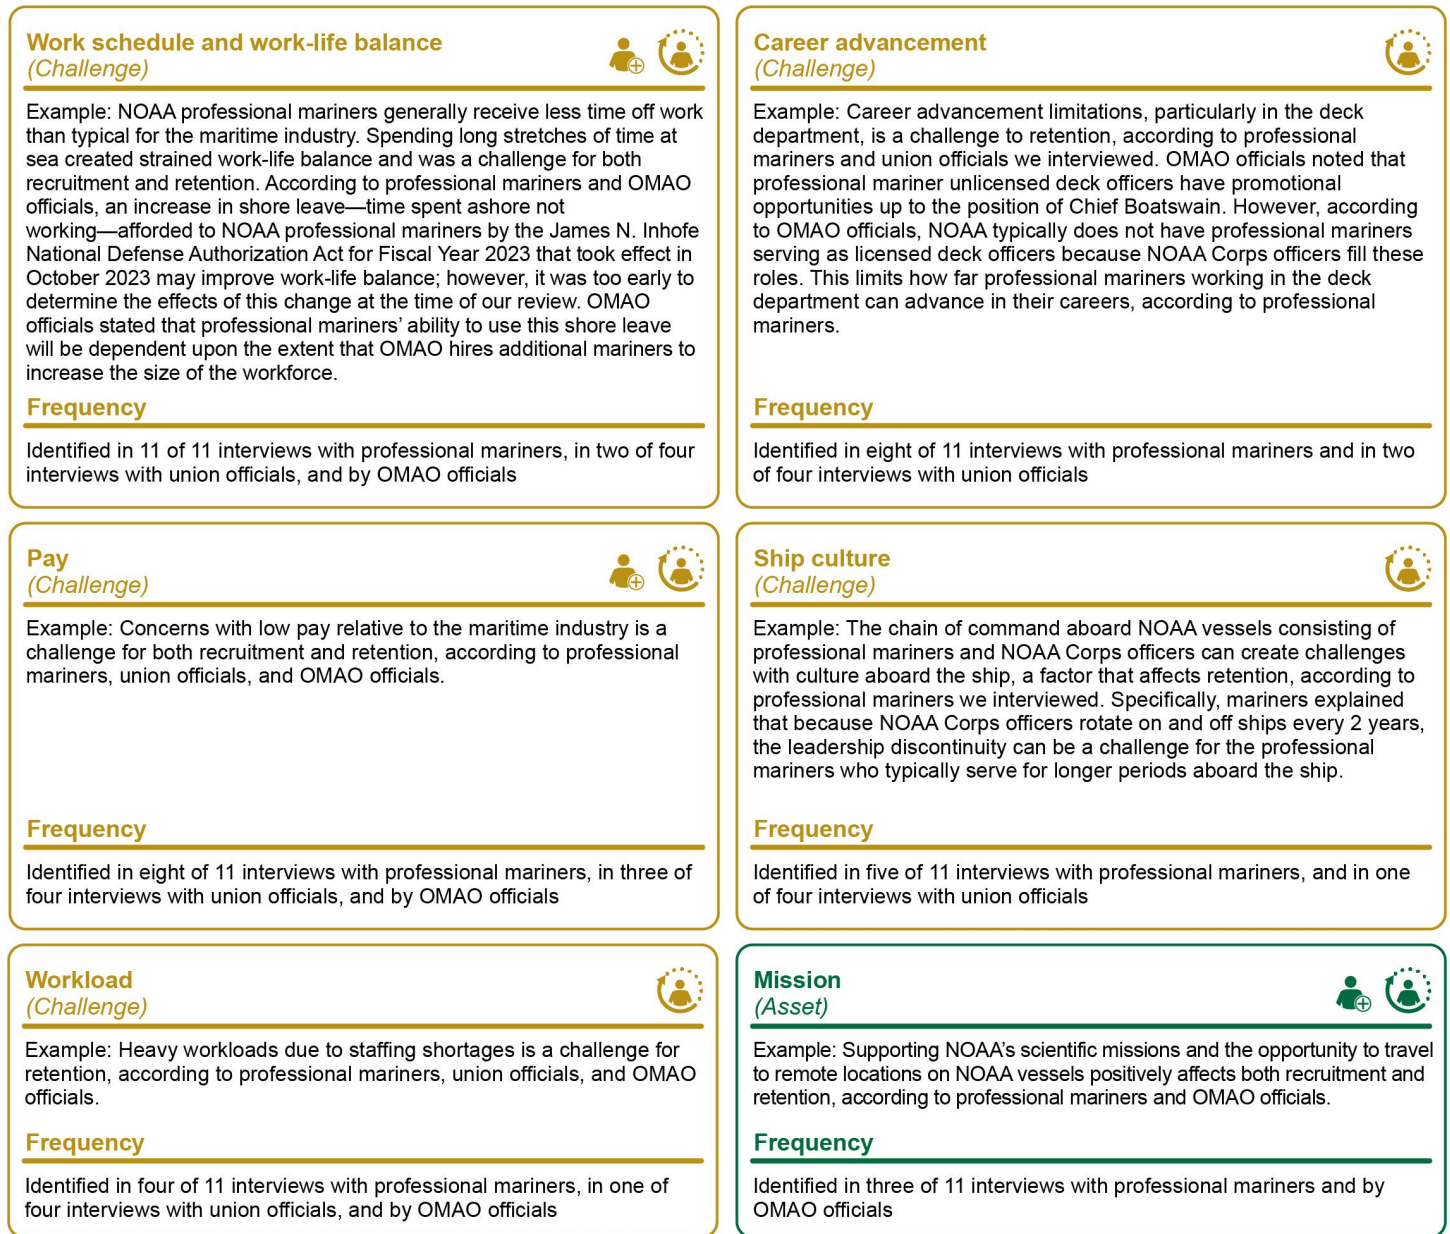 Work schedule and work-life balance
(Challenge)
Example: NOAA professional mariners generally receive less time off work
than typical for the maritime industry. Spending long stretches of time at
sea created strained work-life balance and was a challenge for both
recruitment and retention. According to professional mariners and OMAO
officials, an increase in shore leave—time spent ashore not
working—afforded to NOAA professional mariners by the James N. Inhofe
National Defense Authorization Act for Fiscal Year 2023 that took effect in
October 2023 may improve work-life balance; however, it was too early to
determine the effects of this change at the time of our review. OMAO
officials stated that professional mariners’ ability to use this shore leave
will be dependent upon the extent that OMAO hires additional mariners to
increase the size of the workforce.
Frequency
Identified in 11 of 11 interviews with professional mariners, in two of four
interviews with union officials, and by OMAO officials
Career advancement
(Challenge)
Example: Career advancement limitations, particularly in the deck
department, is a challenge to retention, according to professional
mariners and union officials we interviewed. OMAO officials noted that
professional mariner unlicensed deck officers have promotional
opportunities up to the position of Chief Boatswain. However, according
to OMAO officials, NOAA typically does not have professional mariners
serving as licensed deck officers because NOAA Corps officers fill these
roles. This limits how far professional mariners working in the deck
department can advance in their careers, according to professional
mariners.
Frequency
Identified in eight of 11 interviews with professional mariners and in two
of four interviews with union officials
Pay
(Challenge)
Example: Concerns with low pay relative to the maritime industry is a
challenge for both recruitment and retention, according to professional
mariners, union officials, and OMAO officials.
Frequency
Identified in eight of 11 interviews with professional mariners, in three of
four interviews with union officials, and by OMAO officials
Ship culture
(Challenge)
Example: The chain of command aboard NOAA vessels consisting of
professional mariners and NOAA Corps officers can create challenges
with culture aboard the ship, a factor that affects retention, according to
professional mariners we interviewed. Specifically, mariners explained
that because NOAA Corps officers rotate on and off ships every 2 years,
the leadership discontinuity can be a challenge for the professional
mariners who typically serve for longer periods aboard the ship.
Frequency
Identified in five of 11 interviews with professional mariners, and in one
of four interviews with union officials
Workload
(Challenge)
Example: Heavy workloads due to staffing shortages is a challenge for
retention, according to professional mariners, union officials, and OMAO
officials.
Frequency
Identified in four of 11 interviews with professional mariners, in one of
four interviews with union officials, and by OMAO officials
Mission
(Asset)
Example: Supporting NOAA’s scientific missions and the opportunity to travel
to remote locations on NOAA vessels positively affects both recruitment and
retention, according to professional mariners and OMAO officials.
Frequency
Identified in three of 11 interviews with professional mariners and by
OMAO officials